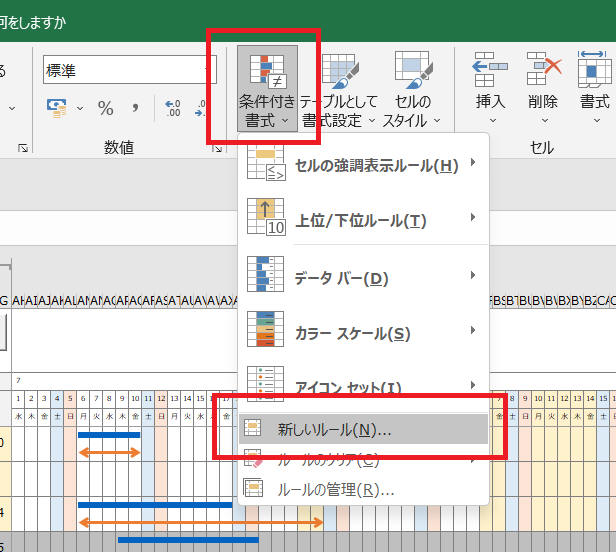 何をしますか
る
標準
条件付き
書式
テーブルとして
書式設定
セルの
スタイル
挿入
削除
書式
% , .00
数値
セル
セルの強調表示ルール(H)
上位/下位ルール(T)
10
データ バー(D)
カラー スケール(S)
アイコン セット(I)
新しいルール(N)...
ルールのクリア(C)
ルールの管理(R)...
7
1 2 3 4 5 6 7 8 9 10 11 12 13 14 15 16 17
水 木 金 土 日 月 火 水 木 金 土 日 月 火 水 木 金
7 8 9 10 11 12 13 14 15
金 土 日 月 火 水 木 金 土
0
4
5